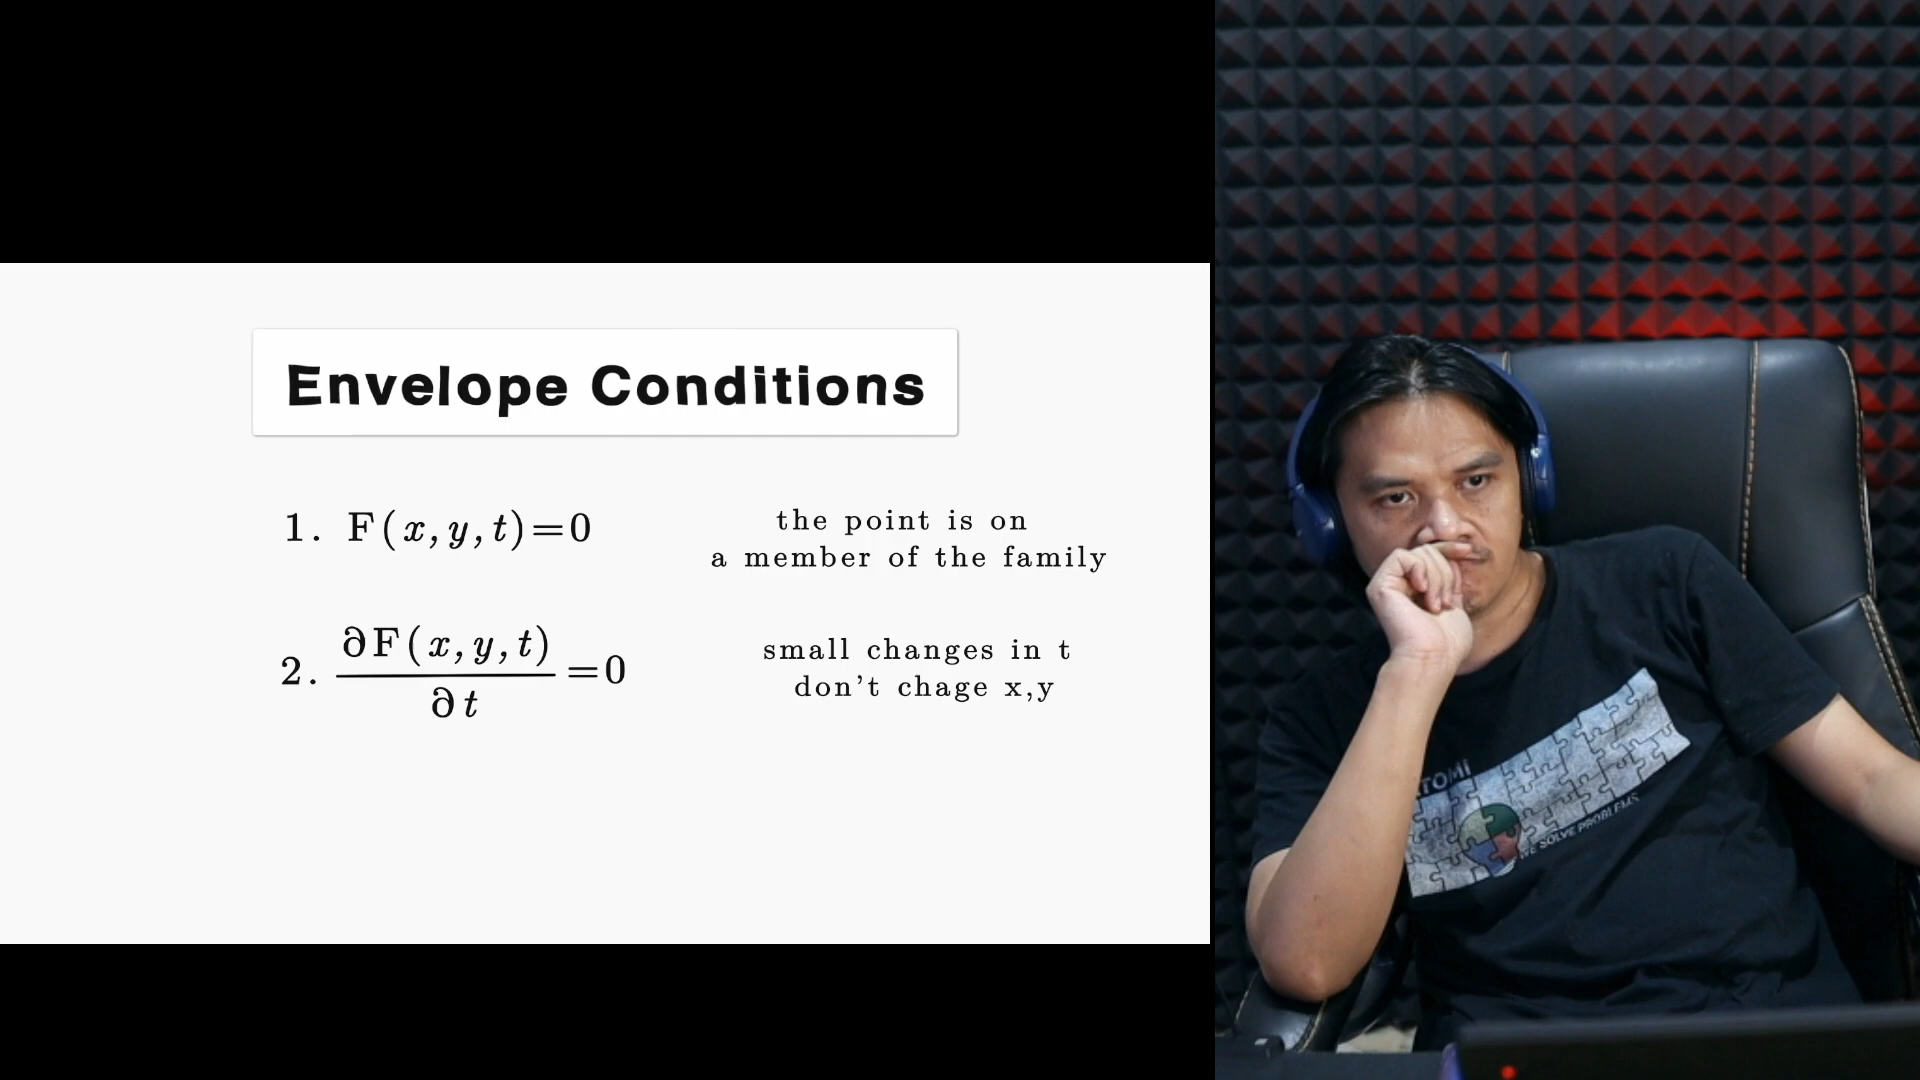 Envelope Conditions
1. F(x,y,t)=0
the point is on
a member of the family
2. ∂F(x,y,t)/∂t=0
small changes in t
don't chage x,y
TOMI
WE SOLVE PROBLEMS